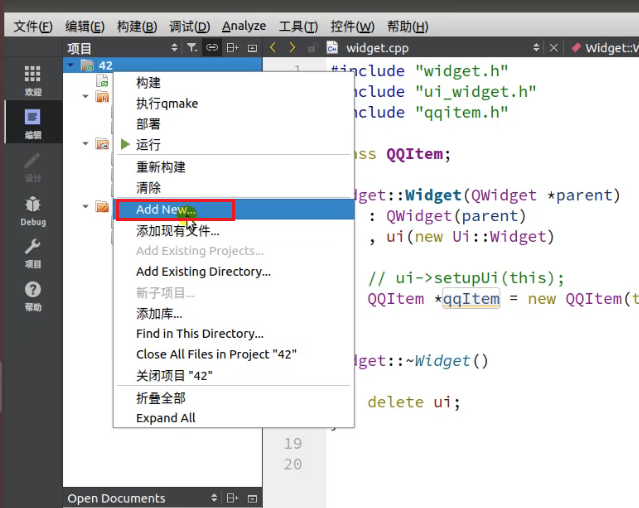 文件(F) 编辑(E) 构建(B) 调试(D) Analyze 工具(T) 控件(W) 帮助(H)
项目
widget.cpp
Widget::W
欢迎
编辑
设计
Debug
项目
帮助
42
构建
执行qmake
部署
运行
重新构建
清除
Add New...
添加现有文件...
Add Existing Projects...
Add Existing Directory...
新子项目...
添加库...
Find in This Directory...
Close All Files in Project "42"
关闭项目 "42"
折叠全部
Expand All
1
#include "widget.h"
include "ui_widget.h"
include "qqitem.h"
ass QQItem;
dget::Widget(QWidget *parent)
: QWidget(parent)
, ui(new Ui::Widget)
// ui->setupUi(this);
QQItem *qqItem = new QQItem(t
dget::~Widget()
delete ui;
19
20
Open Documents